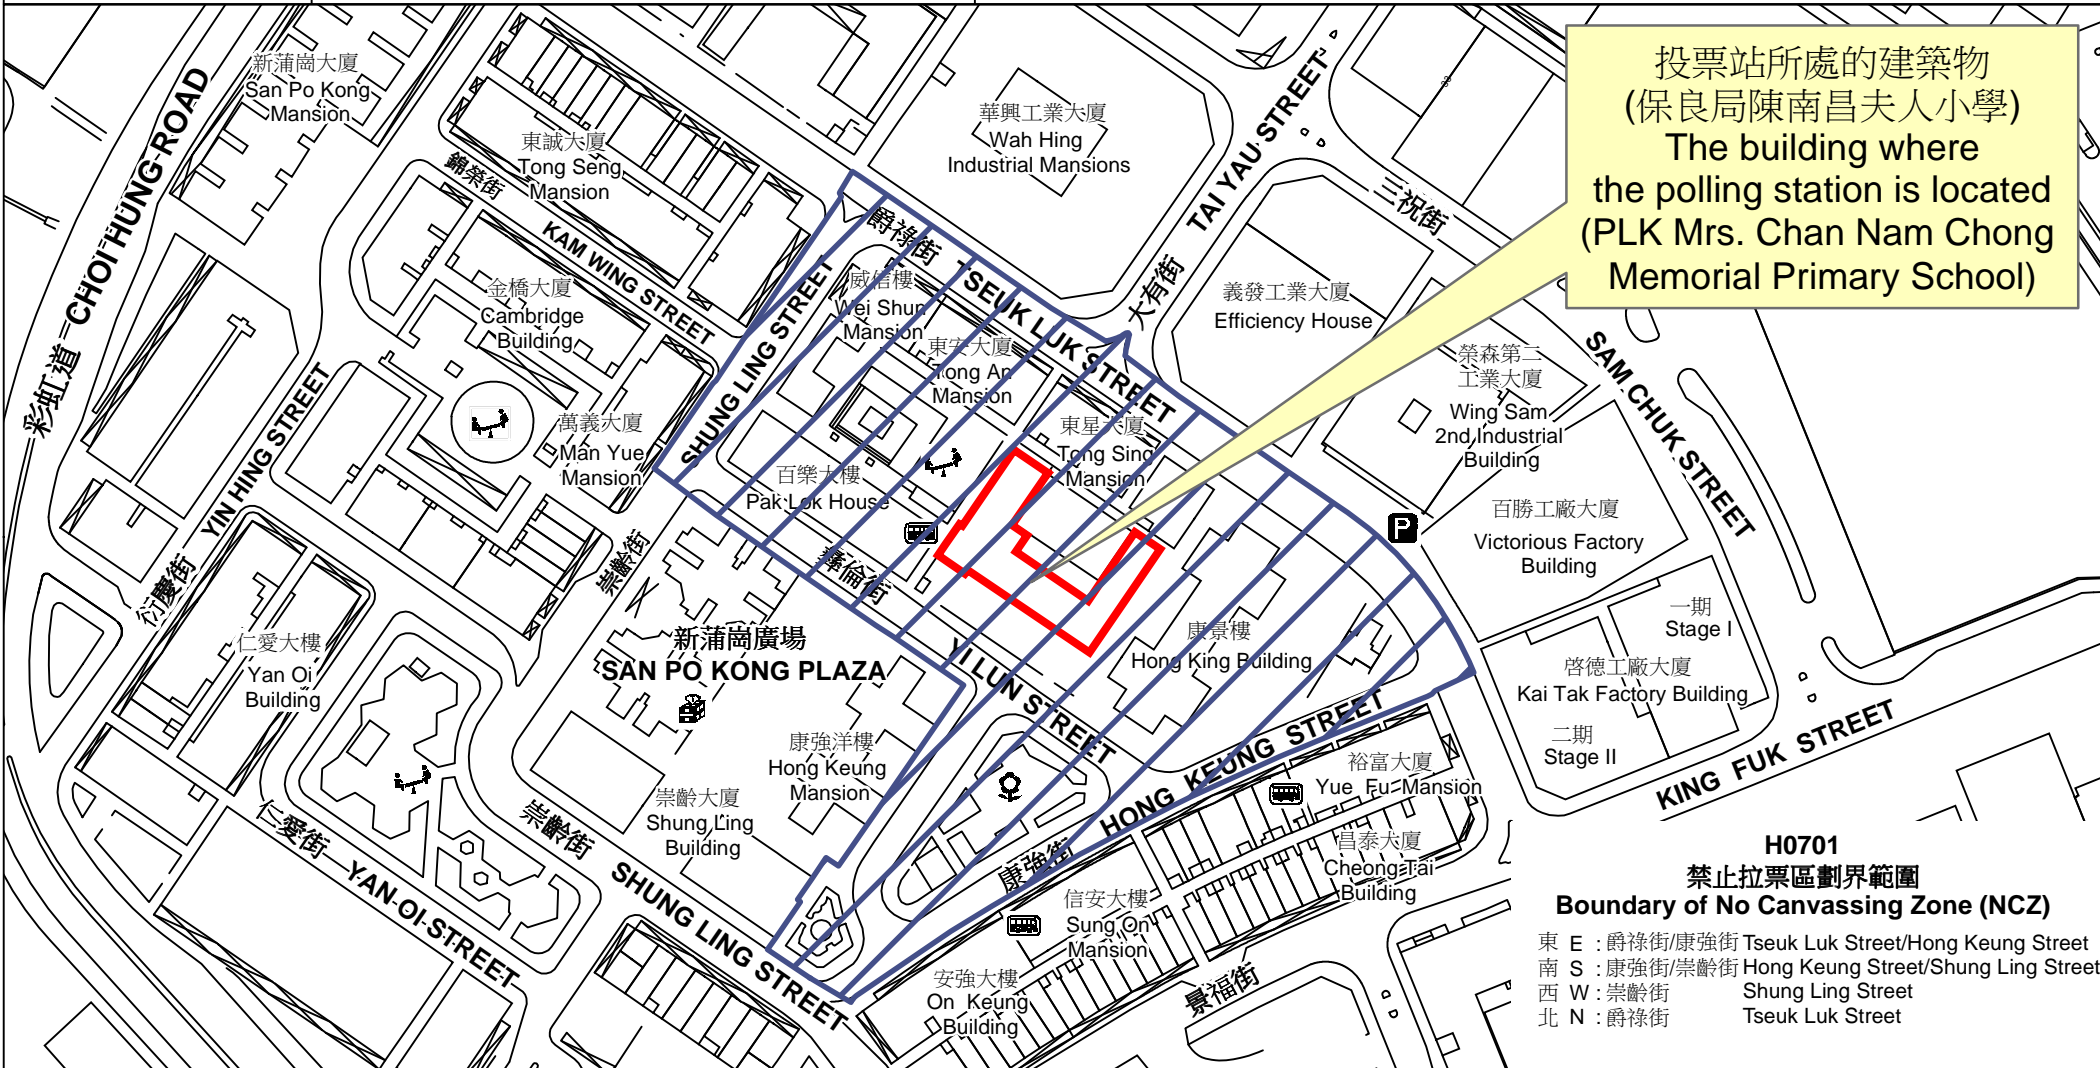 新蒲崗大廈
San Po Kong
Mansion
彩虹道 CHOI HUNG ROAD
東誠大廈
Tong Seng
Mansion
錦榮街
KAM WING STREET
華興工業大廈
Wah Hing
Industrial Mansions
大有街 TAI YAU STREET
三祝街
SAM CHUK STREET
投票站所處的建築物
(保良局陳南昌夫人小學)
The building where
the polling station is located
(PLK Mrs. Chan Nam Chong
Memorial Primary School)
爵祿街 TSEUK LUK STREET
威信樓
Wei Shun
Mansion
金橋大廈
Cambridge
Building
SHUNG LING STREET
東安大廈
Tong An
Mansion
義發工業大廈
Efficiency House
榮森第二
工業大廈
Wing Sam
2nd Industrial
Building
萬義大廈
Man Yue
Mansion
YIN HING STREET
衍慶街
百樂大樓
Pak Lok House
東星大廈
Tong Sing
Mansion
P
百勝工廠大廈
Victorious Factory
Building
崇齡街
彝倫街
YI LUN STREET
新蒲崗廣場
SAN PO KONG PLAZA
仁愛大樓
Yan Oi
Building
康景樓
Hong King Building
一期
Stage I
啓德工廠大廈
Kai Tak Factory Building
二期
Stage II
KING FUK STREET
康強洋樓
Hong Keung
Mansion
崇齡大廈
Shung Ling
Building
康強街
HONG KEUNG STREET
裕富大廈
Yue Fu Mansion
昌泰大廈
Cheong Tai
Building
仁愛街 YAN OI STREET
崇齡街 SHUNG LING STREET
信安大樓
Sung On
Mansion
安強大樓
On Keung
Building
景福街
H0701
禁止拉票區劃界範圍
Boundary of No Canvassing Zone (NCZ)
東 E : 爵祿街/康強街 Tseuk Luk Street/Hong Keung Street
南 S : 康強街/崇齡街 Hong Keung Street/Shung Ling Street
西 W : 崇齡街 Shung Ling Street
北 N : 爵祿街 Tseuk Luk Street